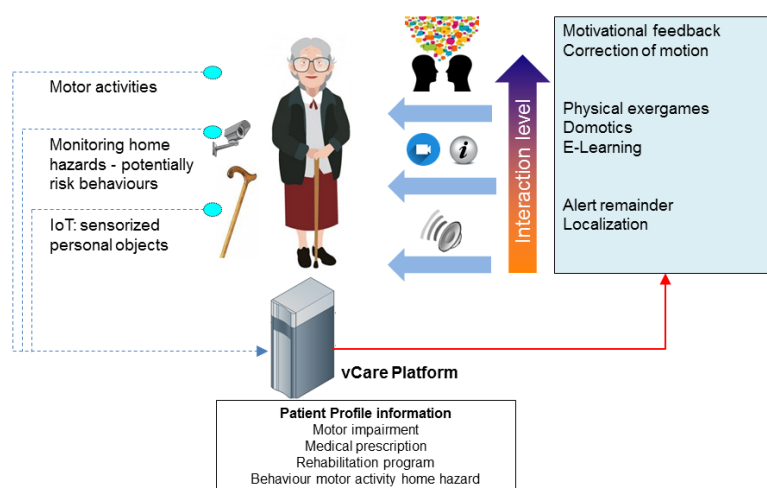 Motor activities
Monitoring home
hazards - potentially
risk behaviours
IoT: sensorized
personal objects
i
Interaction level
Motivational feedback
Correction of motion
Physical exergames
Domotics
E-Learning
Alert remainder
Localization
vCare Platform
Patient Profile information
Motor impairment
Medical prescription
Rehabilitation program
Behaviour motor activity home hazard